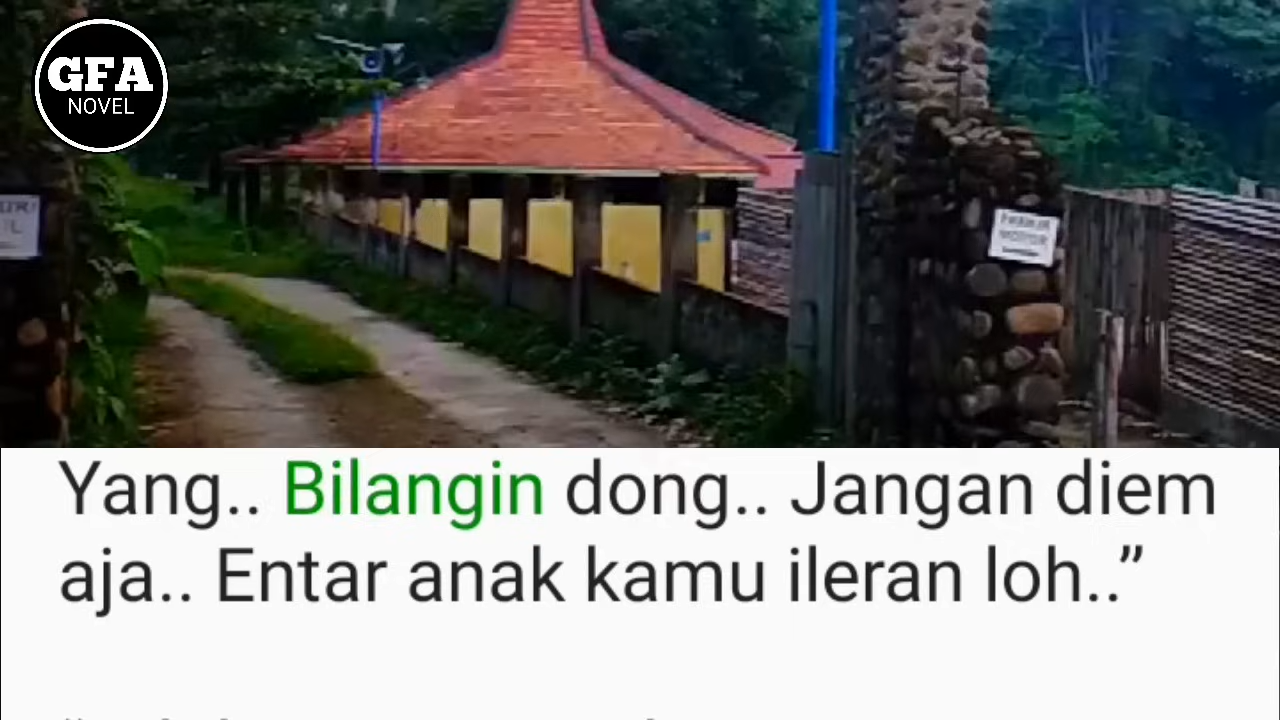 GFA
NOVEL
Yang.. Bilangin dong.. Jangan diem
aja.. Entar anak kamu ileran loh..”